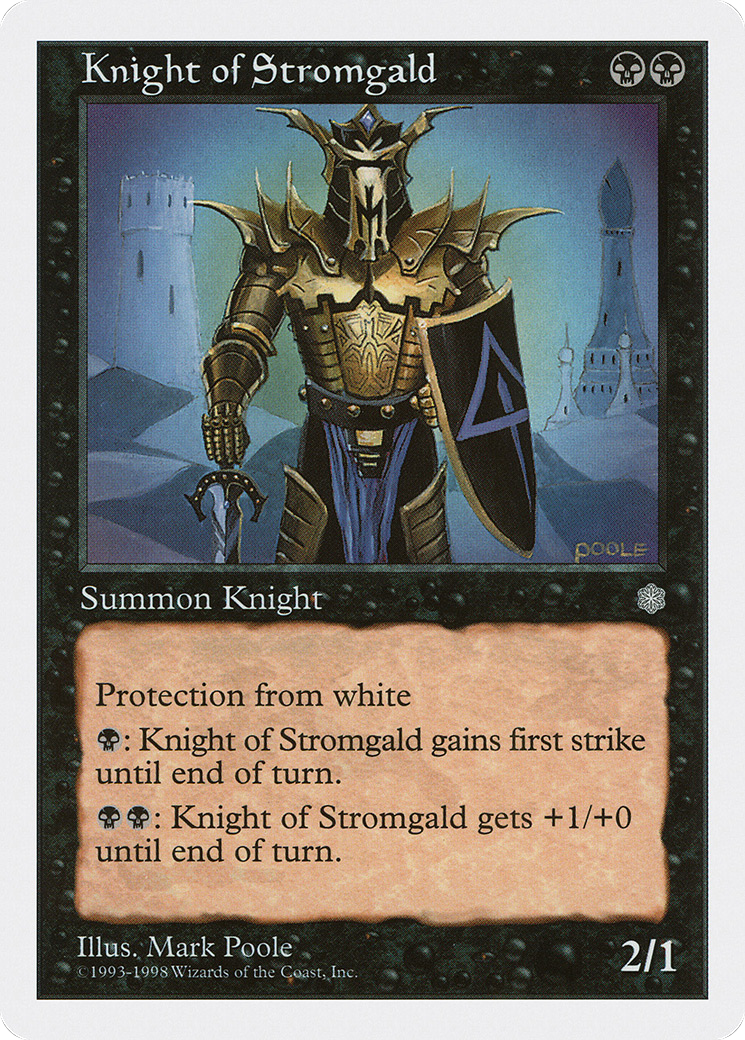 Knight of Stromgald
POOLE
Summon Knight
Protection from white
: Knight of Stromgald gains first strike
until end of turn.
: Knight of Stromgald gets +1/+0
until end of turn.
Illus. Mark Poole
©1993-1998 Wizards of the Coast, Inc.
2/1